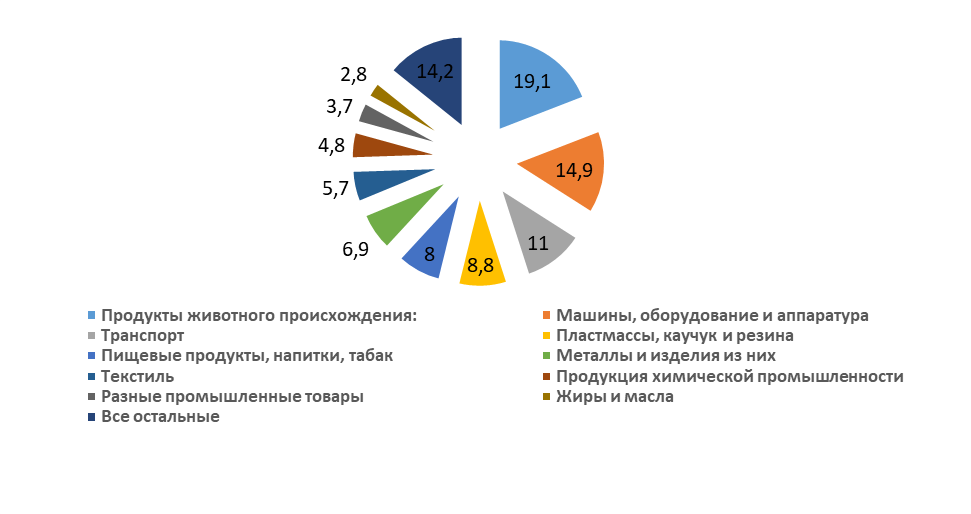 14,2
19,1
2,8
3,7
4,8
14,9
5,7
6,9
11
8
8,8
Продукты животного происхождения:
Машины, оборудование и аппаратура
Транспорт
Пластмассы, каучук и резина
Пищевые продукты, напитки, табак
Металлы и изделия из них
Текстиль
Продукция химической промышленности
Разные промышленные товары
Жиры и масла
Все остальные